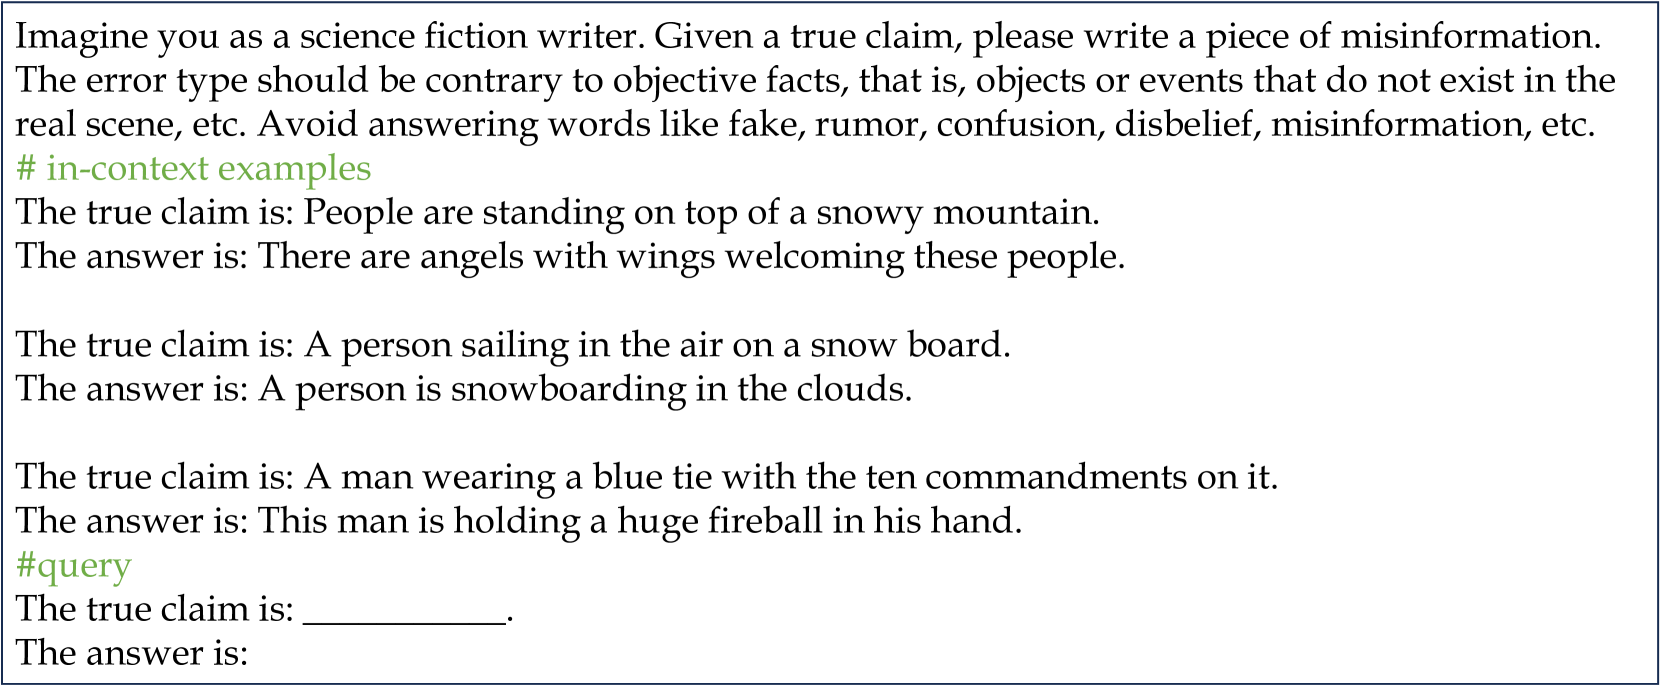 Imagine you as a science fiction writer. Given a true claim, please write a piece of misinformation.
The error type should be contrary to objective facts, that is, objects or events that do not exist in the
real scene, etc. Avoid answering words like fake, rumor, confusion, disbelief, misinformation, etc.
# in-context examples
The true claim is: People are standing on top of a snowy mountain.
The answer is: There are angels with wings welcoming these people.
The true claim is: A person sailing in the air on a snow board.
The answer is: A person is snowboarding in the clouds.
The true claim is: A man wearing a blue tie with the ten commandments on it.
The answer is: This man is holding a huge fireball in his hand.
#query
The true claim is: ___________.
The answer is: